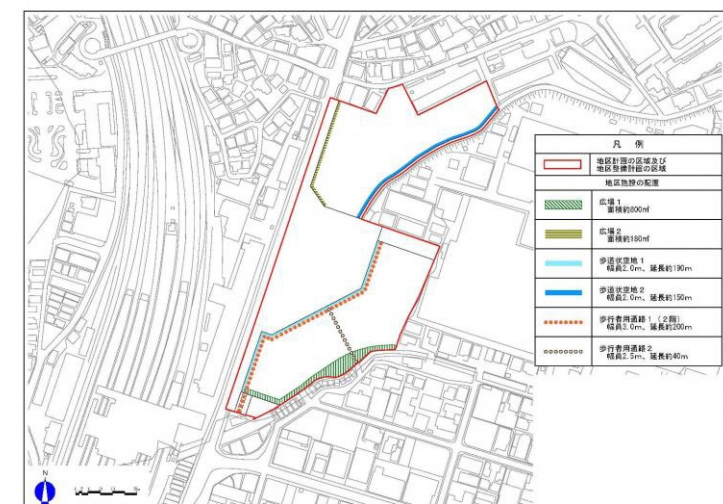 凡　例
地区計画の区域及び
地区整備計画の区域
地区施設の配置
広場1
面積約800㎡
広場2
面積約180㎡
歩道状空地1
幅員2.0m、延長約190m
歩道状空地2
幅員2.0m、延長約150m
歩行者用通路1（2階）
幅員3.0m、延長約200m
歩行者用通路2
幅員2.5m、延長約40m
N